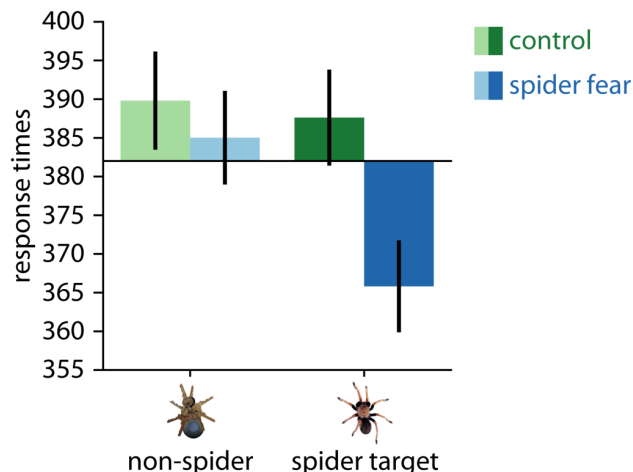 400
395
390
385
380
375
370
365
360
355
response times
control
spider fear
non-spider
spider target